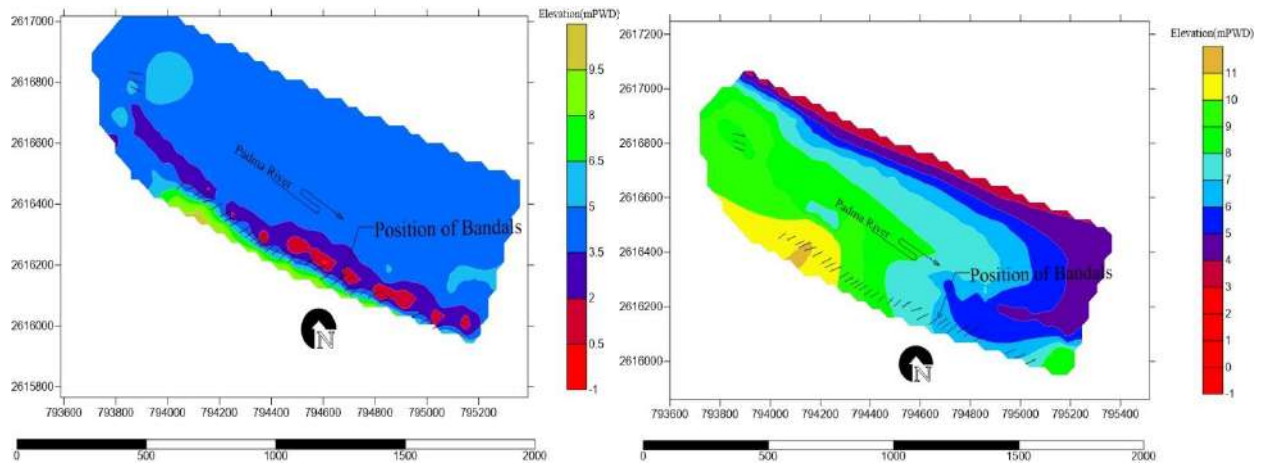 Elevation(mPWD)
2617000
2616800
2616600
2616400
2616200
2616000
2615800
793600 793800 794000 794200 794400 794600 794800 795000 795200
Padma River
Position of Bandals
N
9.5
8
6.5
5
3.5
2
0.5
-1
0 500 1000 1500 2000
Elevation(mPWD)
2617200
2617000
2616800
2616600
2616400
2616200
2616000
793600 793800 794000 794200 794400 794600 794800 795000 795200 795400
Padma River
Position of Bandals
N
11
10
9
8
7
6
5
4
3
2
1
0
-1
0 500 1000 1500 2000